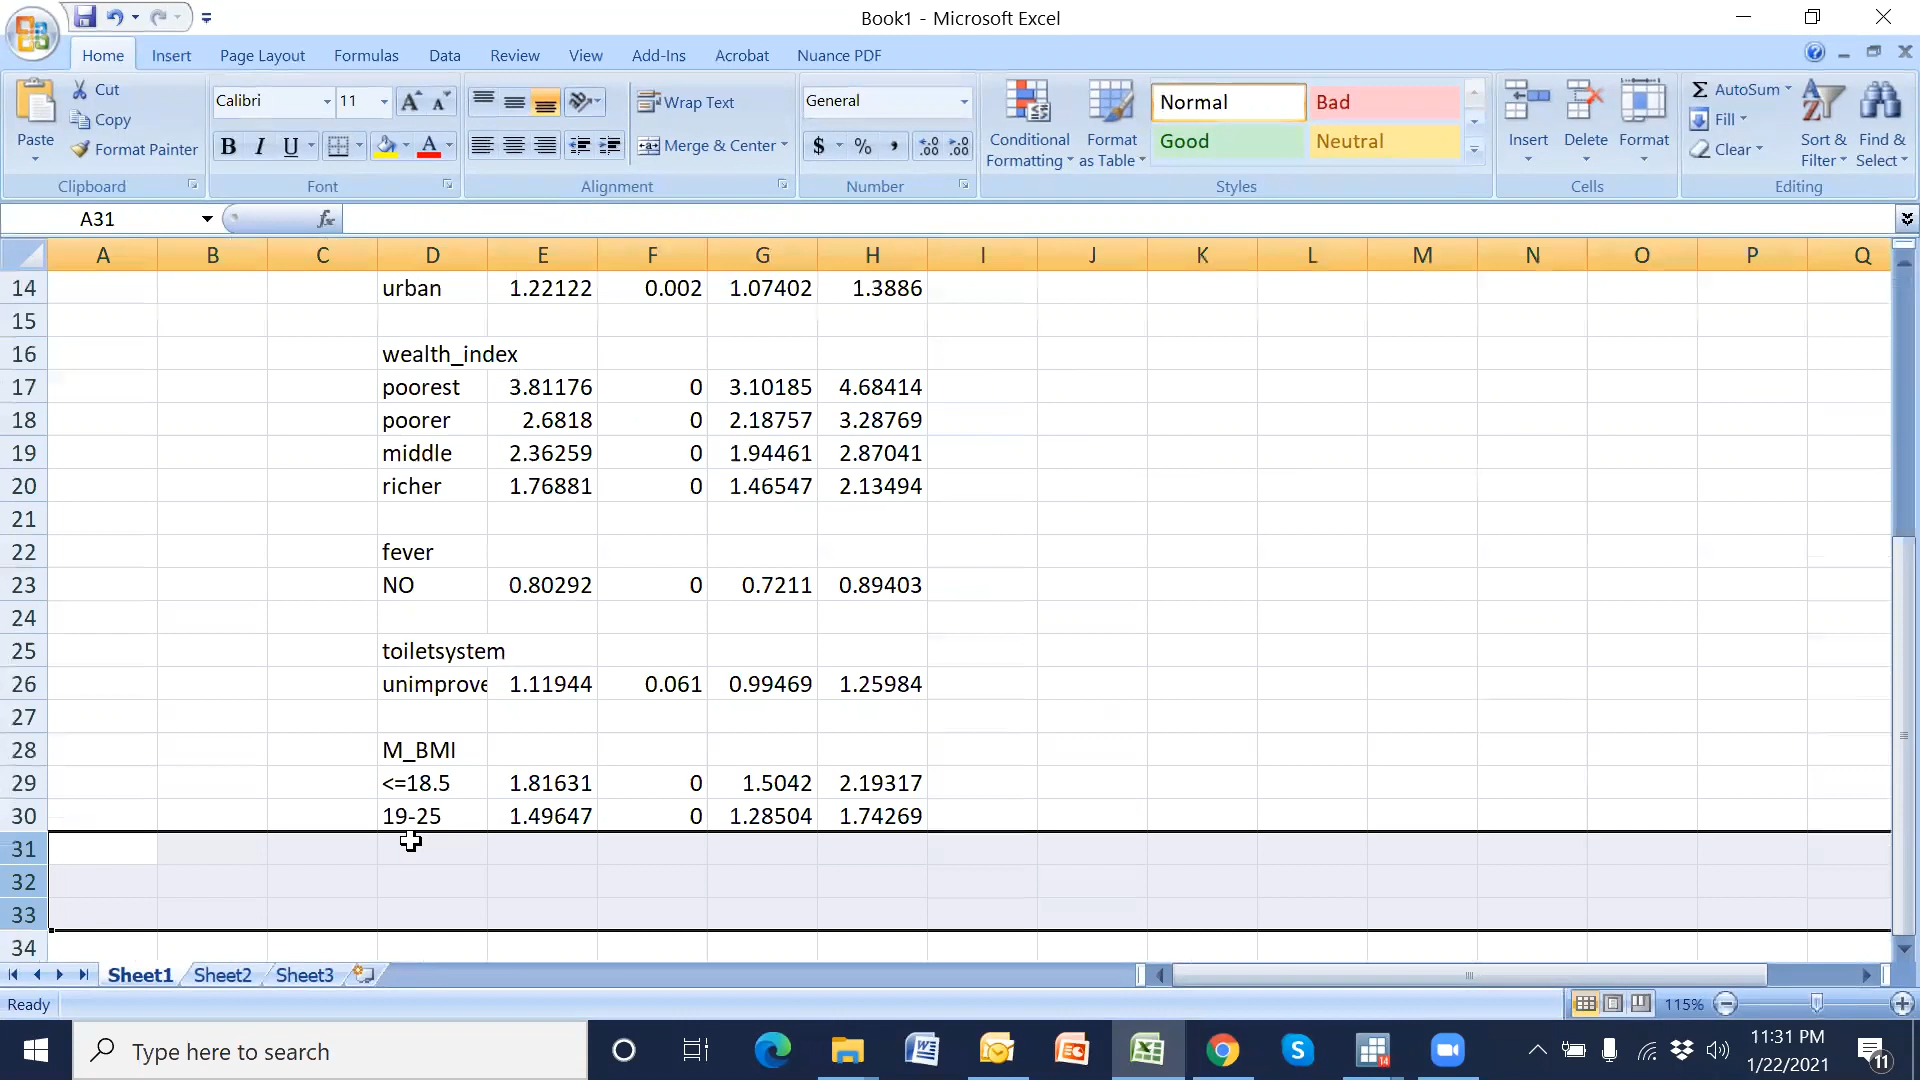 Book1 - Microsoft Excel
Home Insert Page Layout Formulas Data Review View Add-Ins Acrobat Nuance PDF
Paste
Cut
Copy
Format Painter
Clipboard
Calibri 11
B I U
Font
Wrap Text
Merge & Center
Alignment
General
$ % ,
Number
Conditional Formatting
Format as Table
Normal Bad
Good Neutral
Styles
Insert Delete Format
Cells
Σ AutoSum
Fill
Clear
Sort & Filter
Find & Select
Editing
A31 fx
A B C D E F G H I J K L M N O P Q
14 urban 1.22122 0.002 1.07402 1.3886
15
16 wealth_index
17 poorest 3.81176 0 3.10185 4.68414
18 poorer 2.6818 0 2.18757 3.28769
19 middle 2.36259 0 1.94461 2.87041
20 richer 1.76881 0 1.46547 2.13494
21
22 fever
23 NO 0.80292 0 0.7211 0.89403
24
25 toiletsystem
26 unimprove 1.11944 0.061 0.99469 1.25984
27
28 M_BMI
29 <=18.5 1.81631 0 1.5042 2.19317
30 19-25 1.49647 0 1.28504 1.74269
31
32
33
34
Sheet1 Sheet2 Sheet3
Ready 115%
Type here to search
11:31 PM
1/22/2021
11